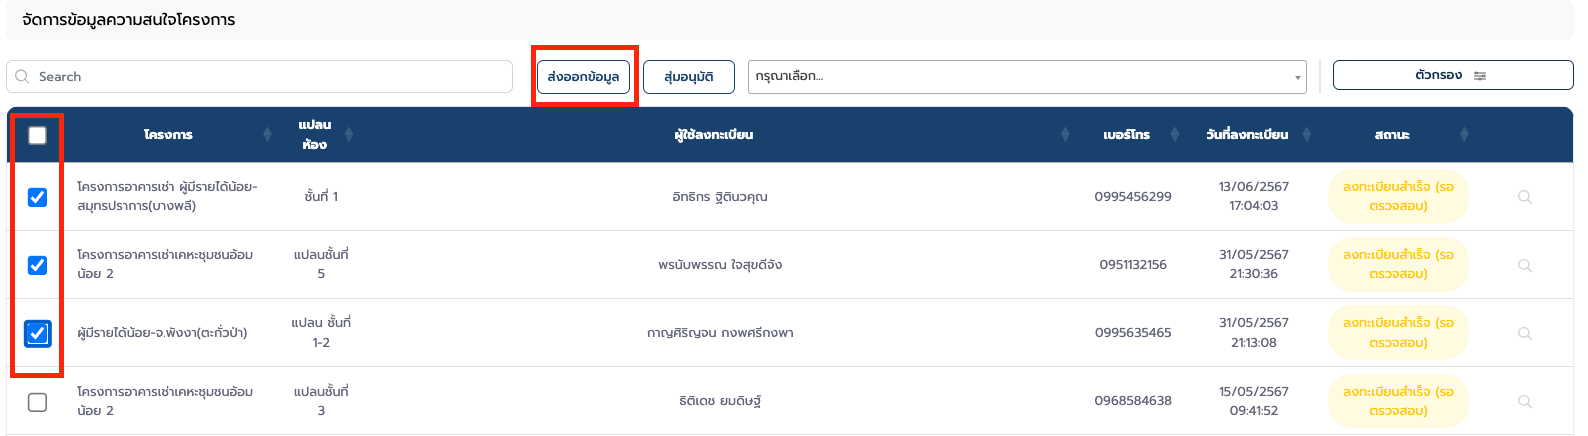 จัดการข้อมูลความสนใจโครงการ
Search ส่งออกข้อมูล สุ่มอนุมัติ กรุณาเลือก... ตัวกรอง
โครงการ แปลนห้อง ผู้ใช้ลงทะเบียน เบอร์โทร วันที่ลงทะเบียน สถานะ
โครงการอาคารเช่า ผู้มีรายได้น้อย- ชั้นที่ 1 อิทธิกร ฐิตินวคุณ 0995456299 13/06/2567 ลงทะเบียนสำเร็จ (รอ
สมุทรปราการ(บางพลี) 17:04:03 ตรวจสอบ)
โครงการอาคารเช่าเคหะชุมชนอ้อม แปลนชั้นที่ พรนับพรรณ ใจสุขดีจัง 0951132156 31/05/2567 ลงทะเบียนสำเร็จ (รอ
น้อย 2 5 21:30:36 ตรวจสอบ)
ผู้มีรายได้น้อย-จ.พังงา(ตะกั่วป่า) แปลน ชั้นที่ กาญศิริญจน กงพศรีกงพา 0995635465 31/05/2567 ลงทะเบียนสำเร็จ (รอ
1-2 21:13:08 ตรวจสอบ)
โครงการอาคารเช่าเคหะชุมชนอ้อม แปลนชั้นที่ ธิติเดช ยมดิษฐ์ 0968584638 15/05/2567 ลงทะเบียนสำเร็จ (รอ
น้อย 2 3 09:41:52 ตรวจสอบ)